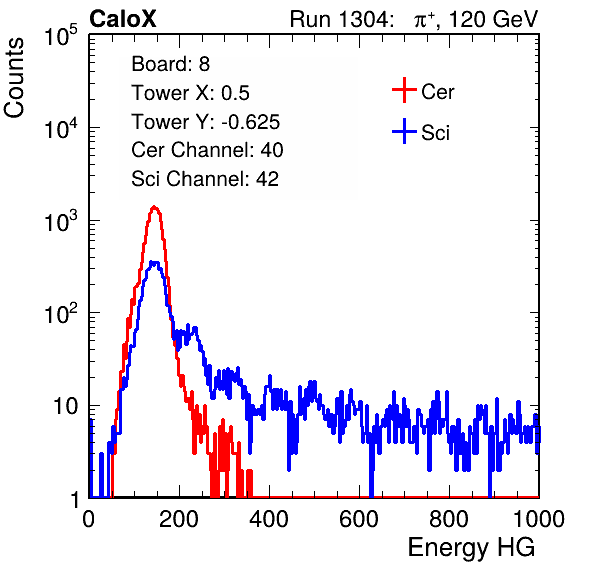 CaloX Run 1304: π⁺, 120 GeV
Board: 8
Tower X: 0.5
Tower Y: -0.625
Cer Channel: 40
Sci Channel: 42
Cer
Sci
Counts
10⁵
10⁴
10³
10²
10
1
0 200 400 600 800 1000
Energy HG